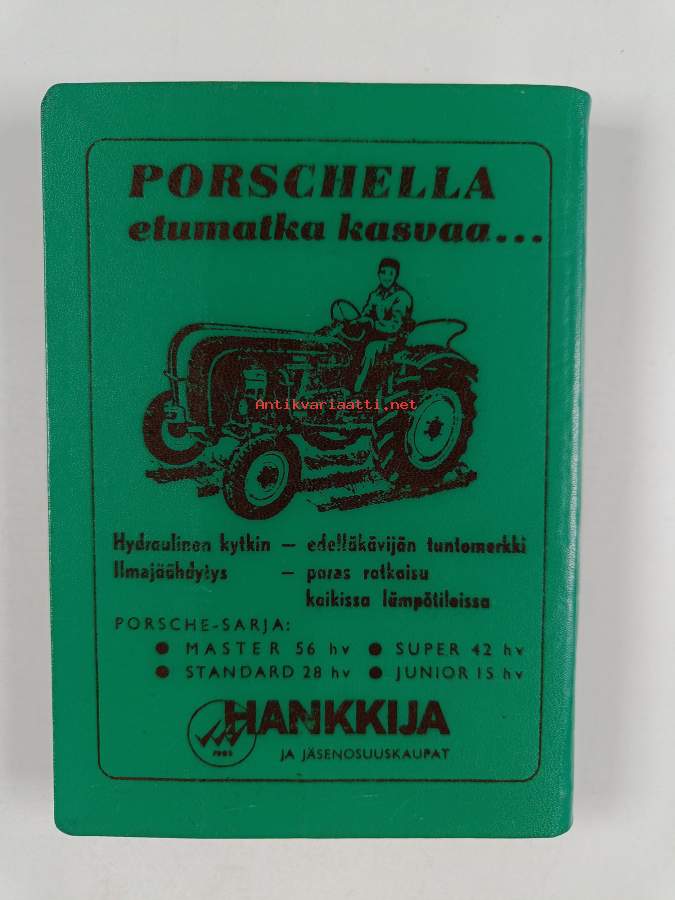 PORSCHELLA
etumatka kasvaa...
Antikvariaatti.net
Hydraulinen kytkin – edelläkävijän tuntomerkki
Ilmajäähdytys – paras ratkaisu
kaikissa lämpötiloissa
PORSCHE-SARJA:
● MASTER 56 hv ● SUPER 42 hv
● STANDARD 28 hv ● JUNIOR 15 hv
HANKKIJA
JA JÄSENOSUUSKAUPAT